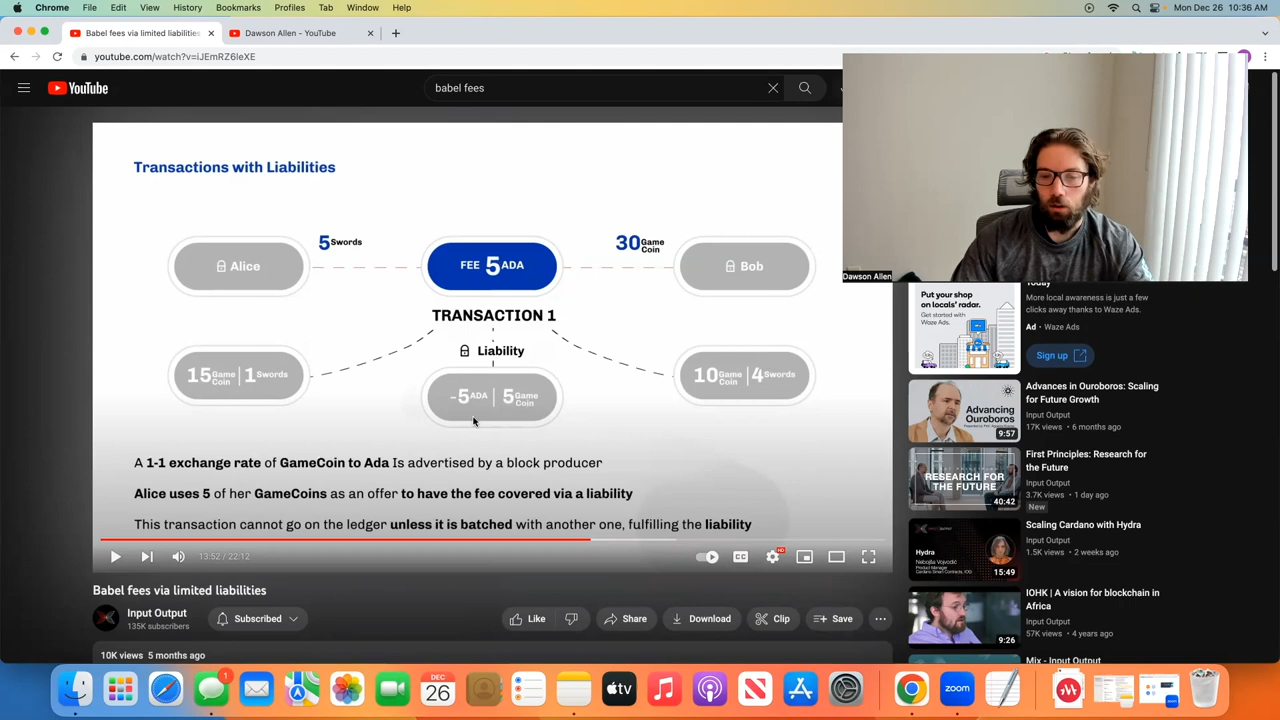 Chrome File Edit View History Bookmarks Profiles Tab Window Help
Mon Dec 26 10:36 AM
Babel fees via limited liabilities
Dawson Allen - YouTube
youtube.com/watch?v=iJEmRZ6leXE
YouTube
babel fees
Transactions with Liabilities
Alice
5 Swords
FEE 5 ADA
30 Game Coin
Bob
TRANSACTION 1
Liability
15 Game Coin | 1 Swords
-5 ADA | 5 Game Coin
10 Game Coin | 4 Swords
A 1-1 exchange rate of GameCoin to Ada Is advertised by a block producer
Alice uses 5 of her GameCoins as an offer to have the fee covered via a liability
This transaction cannot go on the ledger unless it is batched with another one, fulfilling the liability
13:52 / 22:12
CC
HD
Babel fees via limited liabilities
Input Output
135K subscribers
Subscribed
Like
Share
Download
Clip
Save
10K views 5 months ago
Dawson Allen
Put your shop on locals' radar.
Get started with Waze Ads.
Today
More local awareness is just a few clicks away thanks to Waze Ads.
Ad · Waze Ads
Sign up
Advancing Ouroboros
9:57
Advances in Ouroboros: Scaling for Future Growth
Input Output
17K views · 6 months ago
RESEARCH FOR THE FUTURE
40:42
First Principles: Research for the Future
Input Output
3.7K views · 1 day ago
New
Hydra
15:49
Scaling Cardano with Hydra
Input Output
1.5K views · 2 weeks ago
9:26
IOHK | A vision for blockchain in Africa
Input Output
57K views · 4 years ago
Mix - Input Output
1
DEC
26
tv
zoom